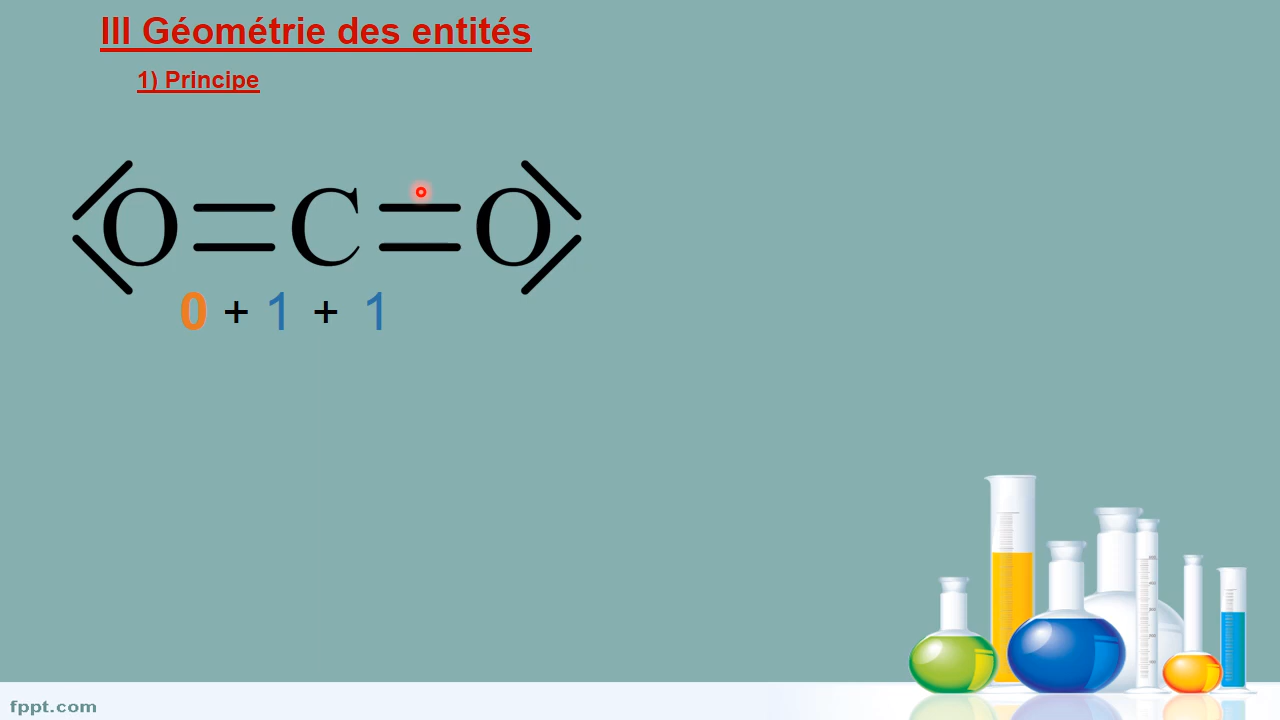 III Géométrie des entités
1) Principe
O = C = O
0 + 1 + 1
fppt.com